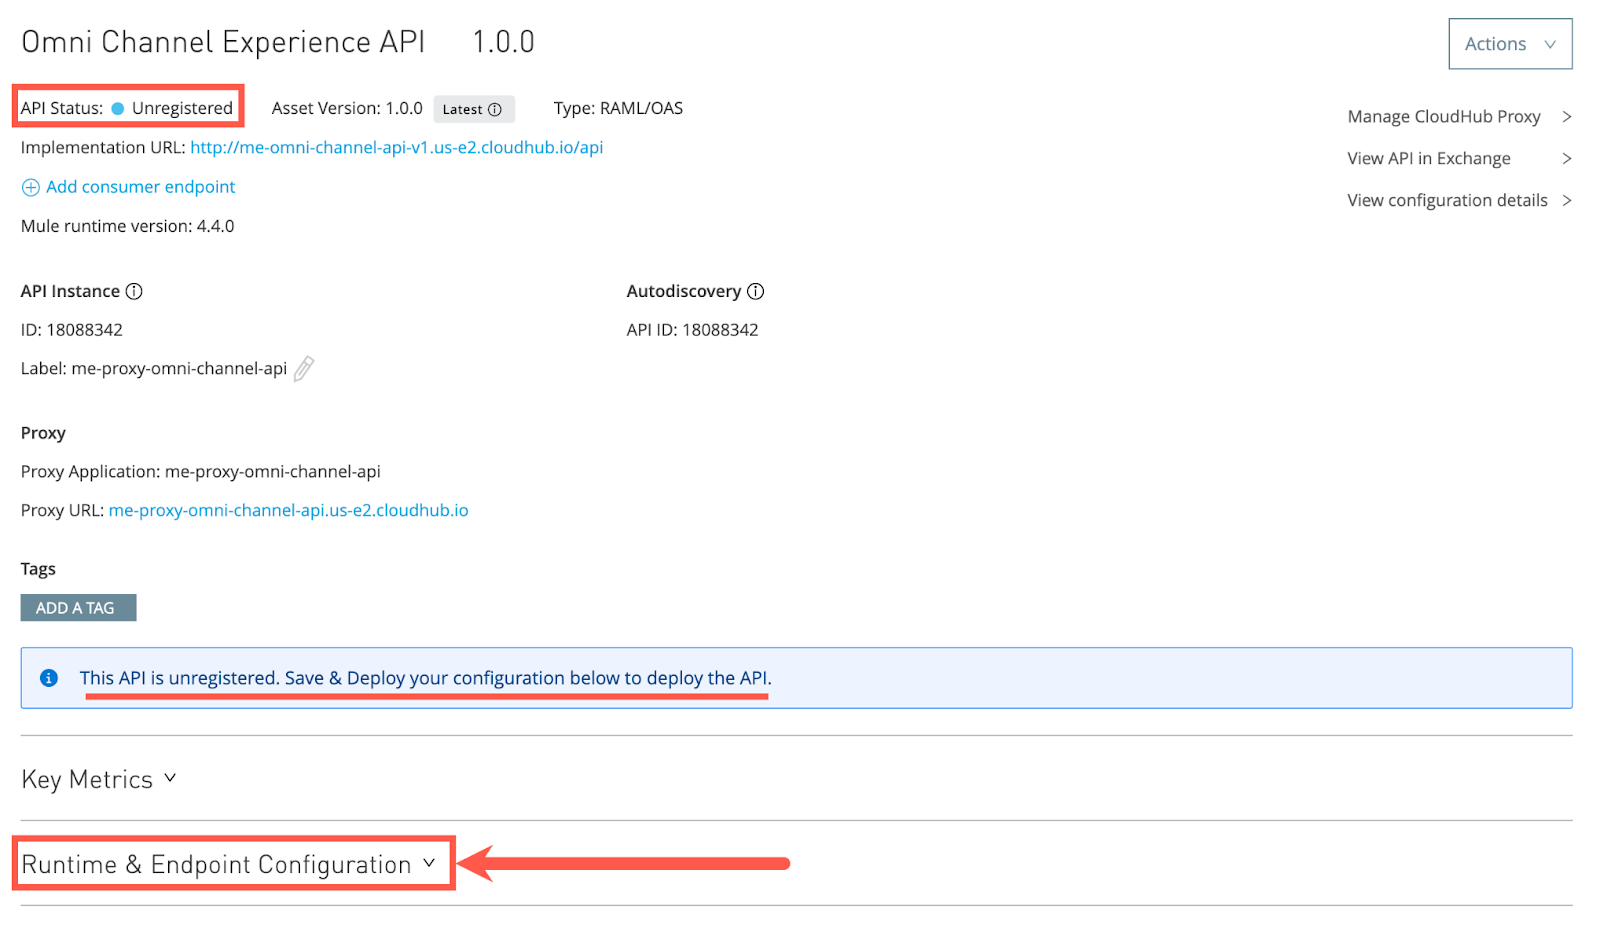 Omni Channel Experience API 1.0.0
Actions
API Status: Unregistered Asset Version: 1.0.0 Latest Type: RAML/OAS
Manage CloudHub Proxy
Implementation URL: http://me-omni-channel-api-v1.us-e2.cloudhub.io/api
View API in Exchange
Add consumer endpoint
View configuration details
Mule runtime version: 4.4.0
API Instance
Autodiscovery
ID: 18088342
API ID: 18088342
Label: me-proxy-omni-channel-api
Proxy
Proxy Application: me-proxy-omni-channel-api
Proxy URL: me-proxy-omni-channel-api.us-e2.cloudhub.io
Tags
ADD A TAG
This API is unregistered. Save & Deploy your configuration below to deploy the API.
Key Metrics
Runtime & Endpoint Configuration